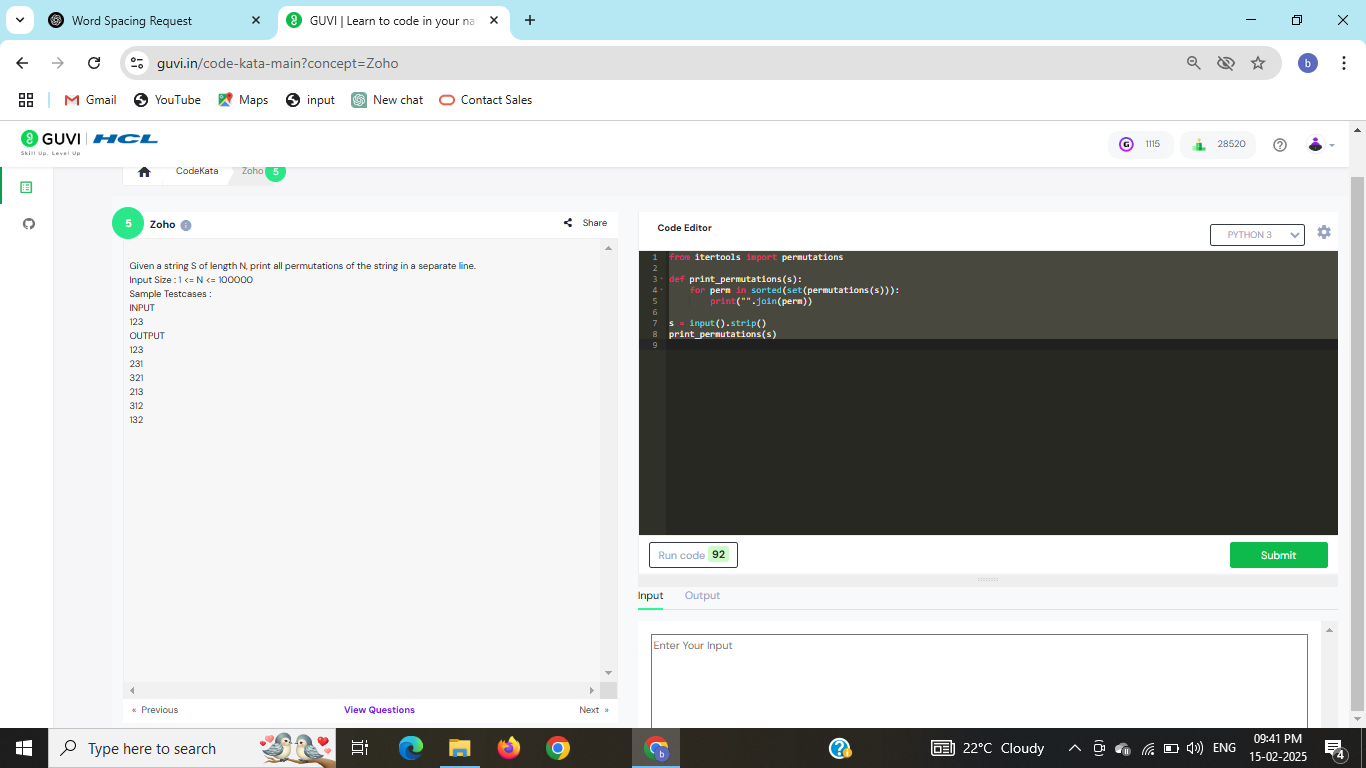 Word Spacing Request
GUVI | Learn to code in your na
guvi.in/code-kata-main?concept=Zoho
b
Gmail
YouTube
Maps
input
New chat
Contact Sales
GUVI | HCL
Skill Up. Level Up
G 1115
28520
CodeKata
Zoho 5
5 Zoho
Share
Given a string S of length N, print all permutations of the string in a separate line.
Input Size : 1 <= N <= 100000
Sample Testcases :
INPUT
123
OUTPUT
123
231
321
213
312
132
« Previous
View Questions
Next »
Code Editor
PYTHON 3
1 from itertools import permutations
2
3 def print_permutations(s):
4 for perm in sorted(set(permutations(s))):
5 print("".join(perm))
6
7 s = input().strip()
8 print_permutations(s)
9
Run code 92
Submit
Input
Output
Enter Your Input
Type here to search
b
22°C Cloudy
ENG
09:41 PM
15-02-2025
4